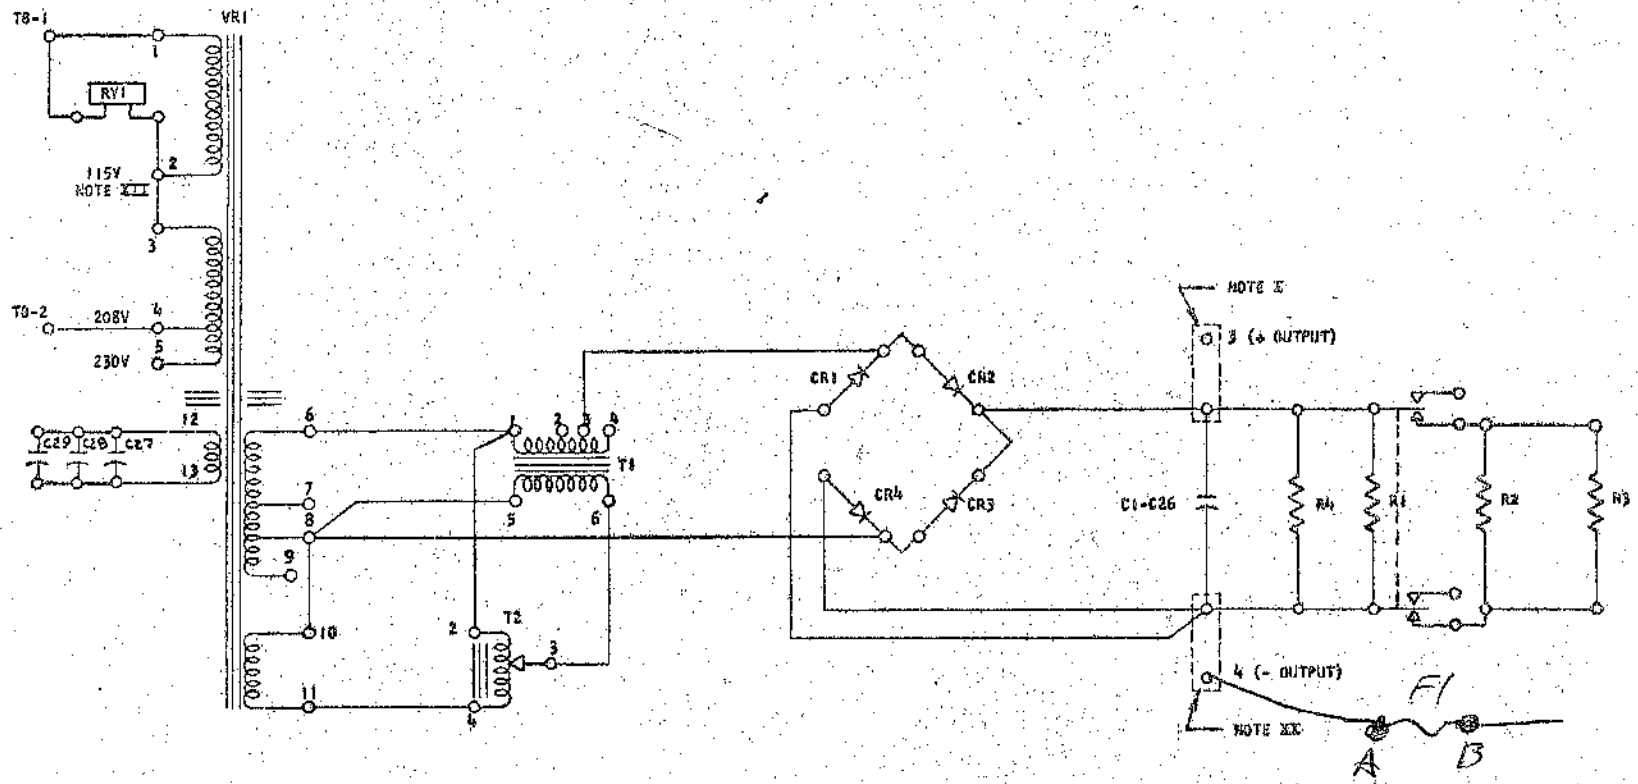 TB-1
VR1
1
RY1
2
115V
NOTE XII
3
TB-2
208V
4
5
230V
12
C29
C28
C27
13
6
7
8
9
10
11
1
2
3
4
T1
5
6
2
T2
3
4
CR1
CR2
CR4
CR3
NOTE X
3 (+ OUTPUT)
C1-C26
R4
R1
R2
R3
4 (- OUTPUT)
NOTE XX
F1
A
B